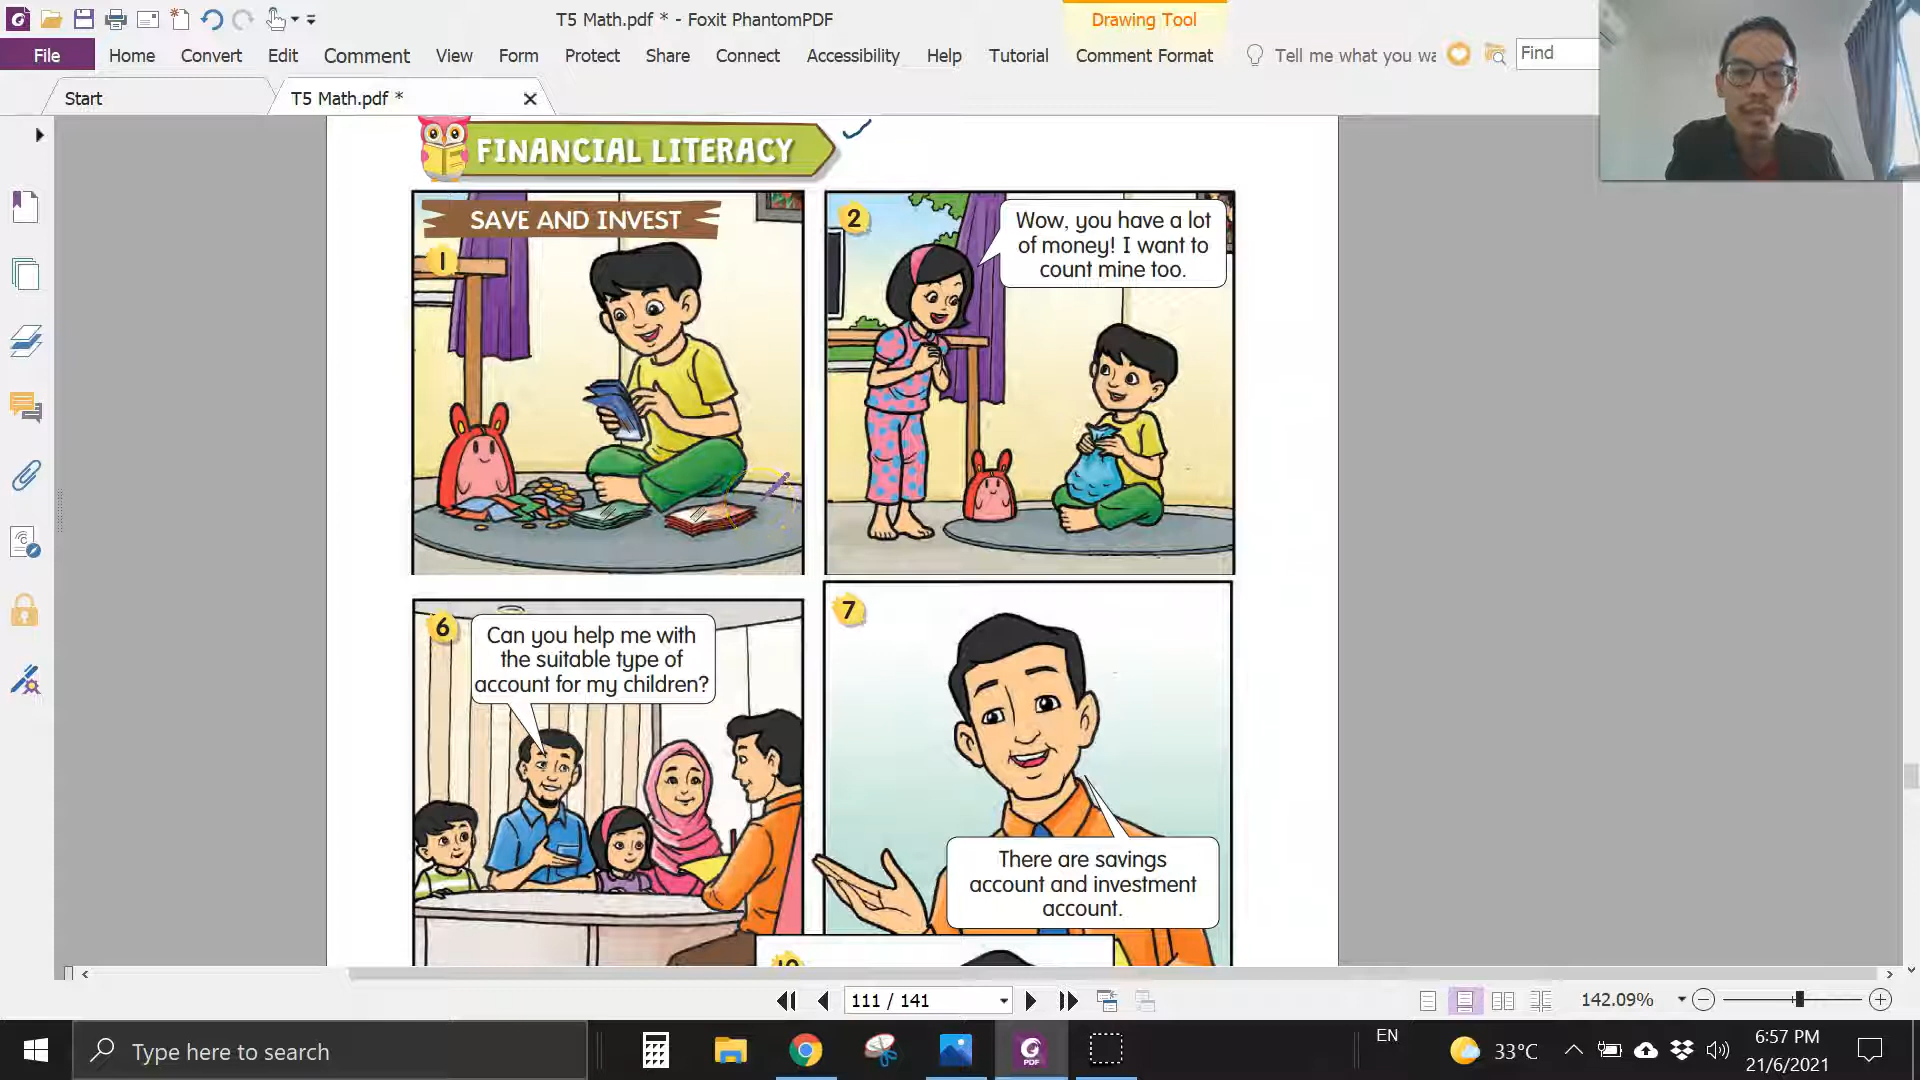 T5 Math.pdf * - Foxit PhantomPDF
Drawing Tool
File
Home
Convert
Edit
Comment
View
Form
Protect
Share
Connect
Accessibility
Help
Tutorial
Comment Format
Tell me what you wa
Find
Start
T5 Math.pdf *
FINANCIAL LITERACY
SAVE AND INVEST
1
2
Wow, you have a lot
of money! I want to
count mine too.
6
Can you help me with
the suitable type of
account for my children?
7
There are savings
account and investment
account.
10
111 / 141
142.09%
Type here to search
PDF
EN
33°C
6:57 PM
21/6/2021